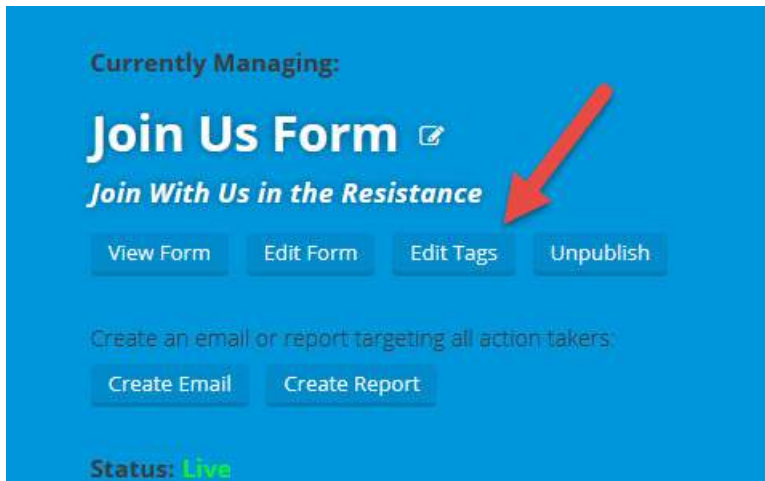 Currently Managing:
Join Us Form
Join With Us in the Resistance
View Form Edit Form Edit Tags Unpublish
Create an email or report targeting all action takers:
Create Email Create Report
Status: Live